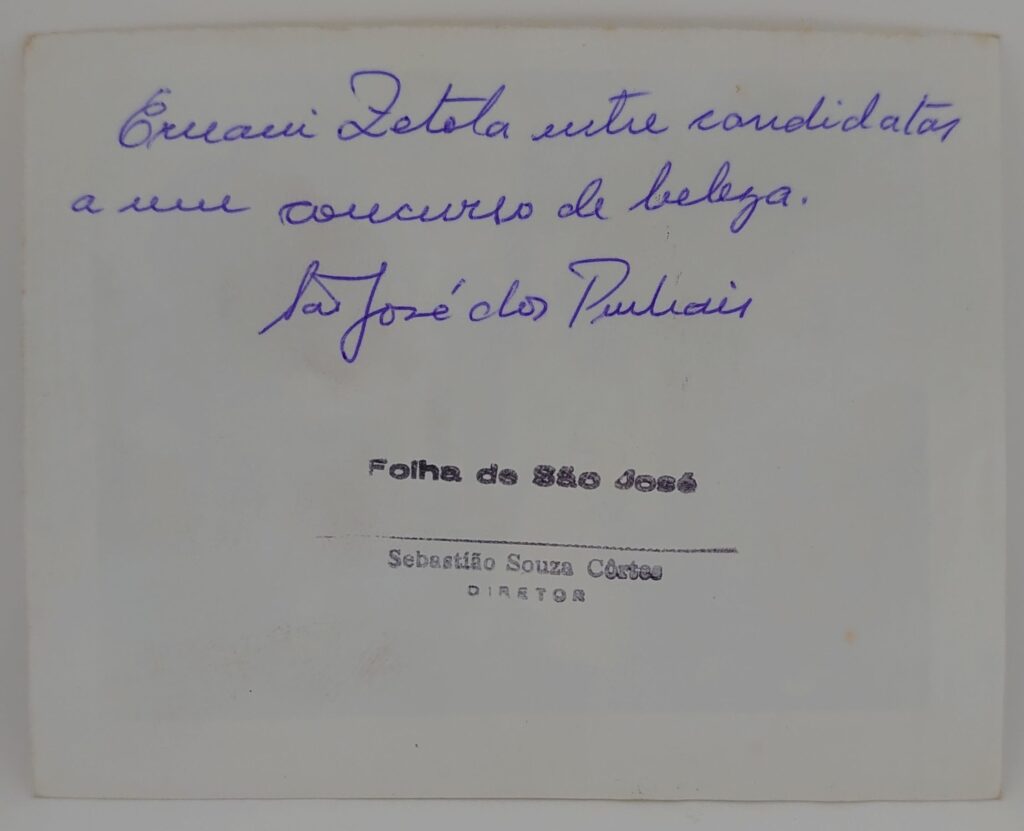 Ernani Zetola entre candidatas
a um concurso de beleza.
São José dos Pinhais
Folha de São José
Sebastião Souza Côrtes
DIRETOR